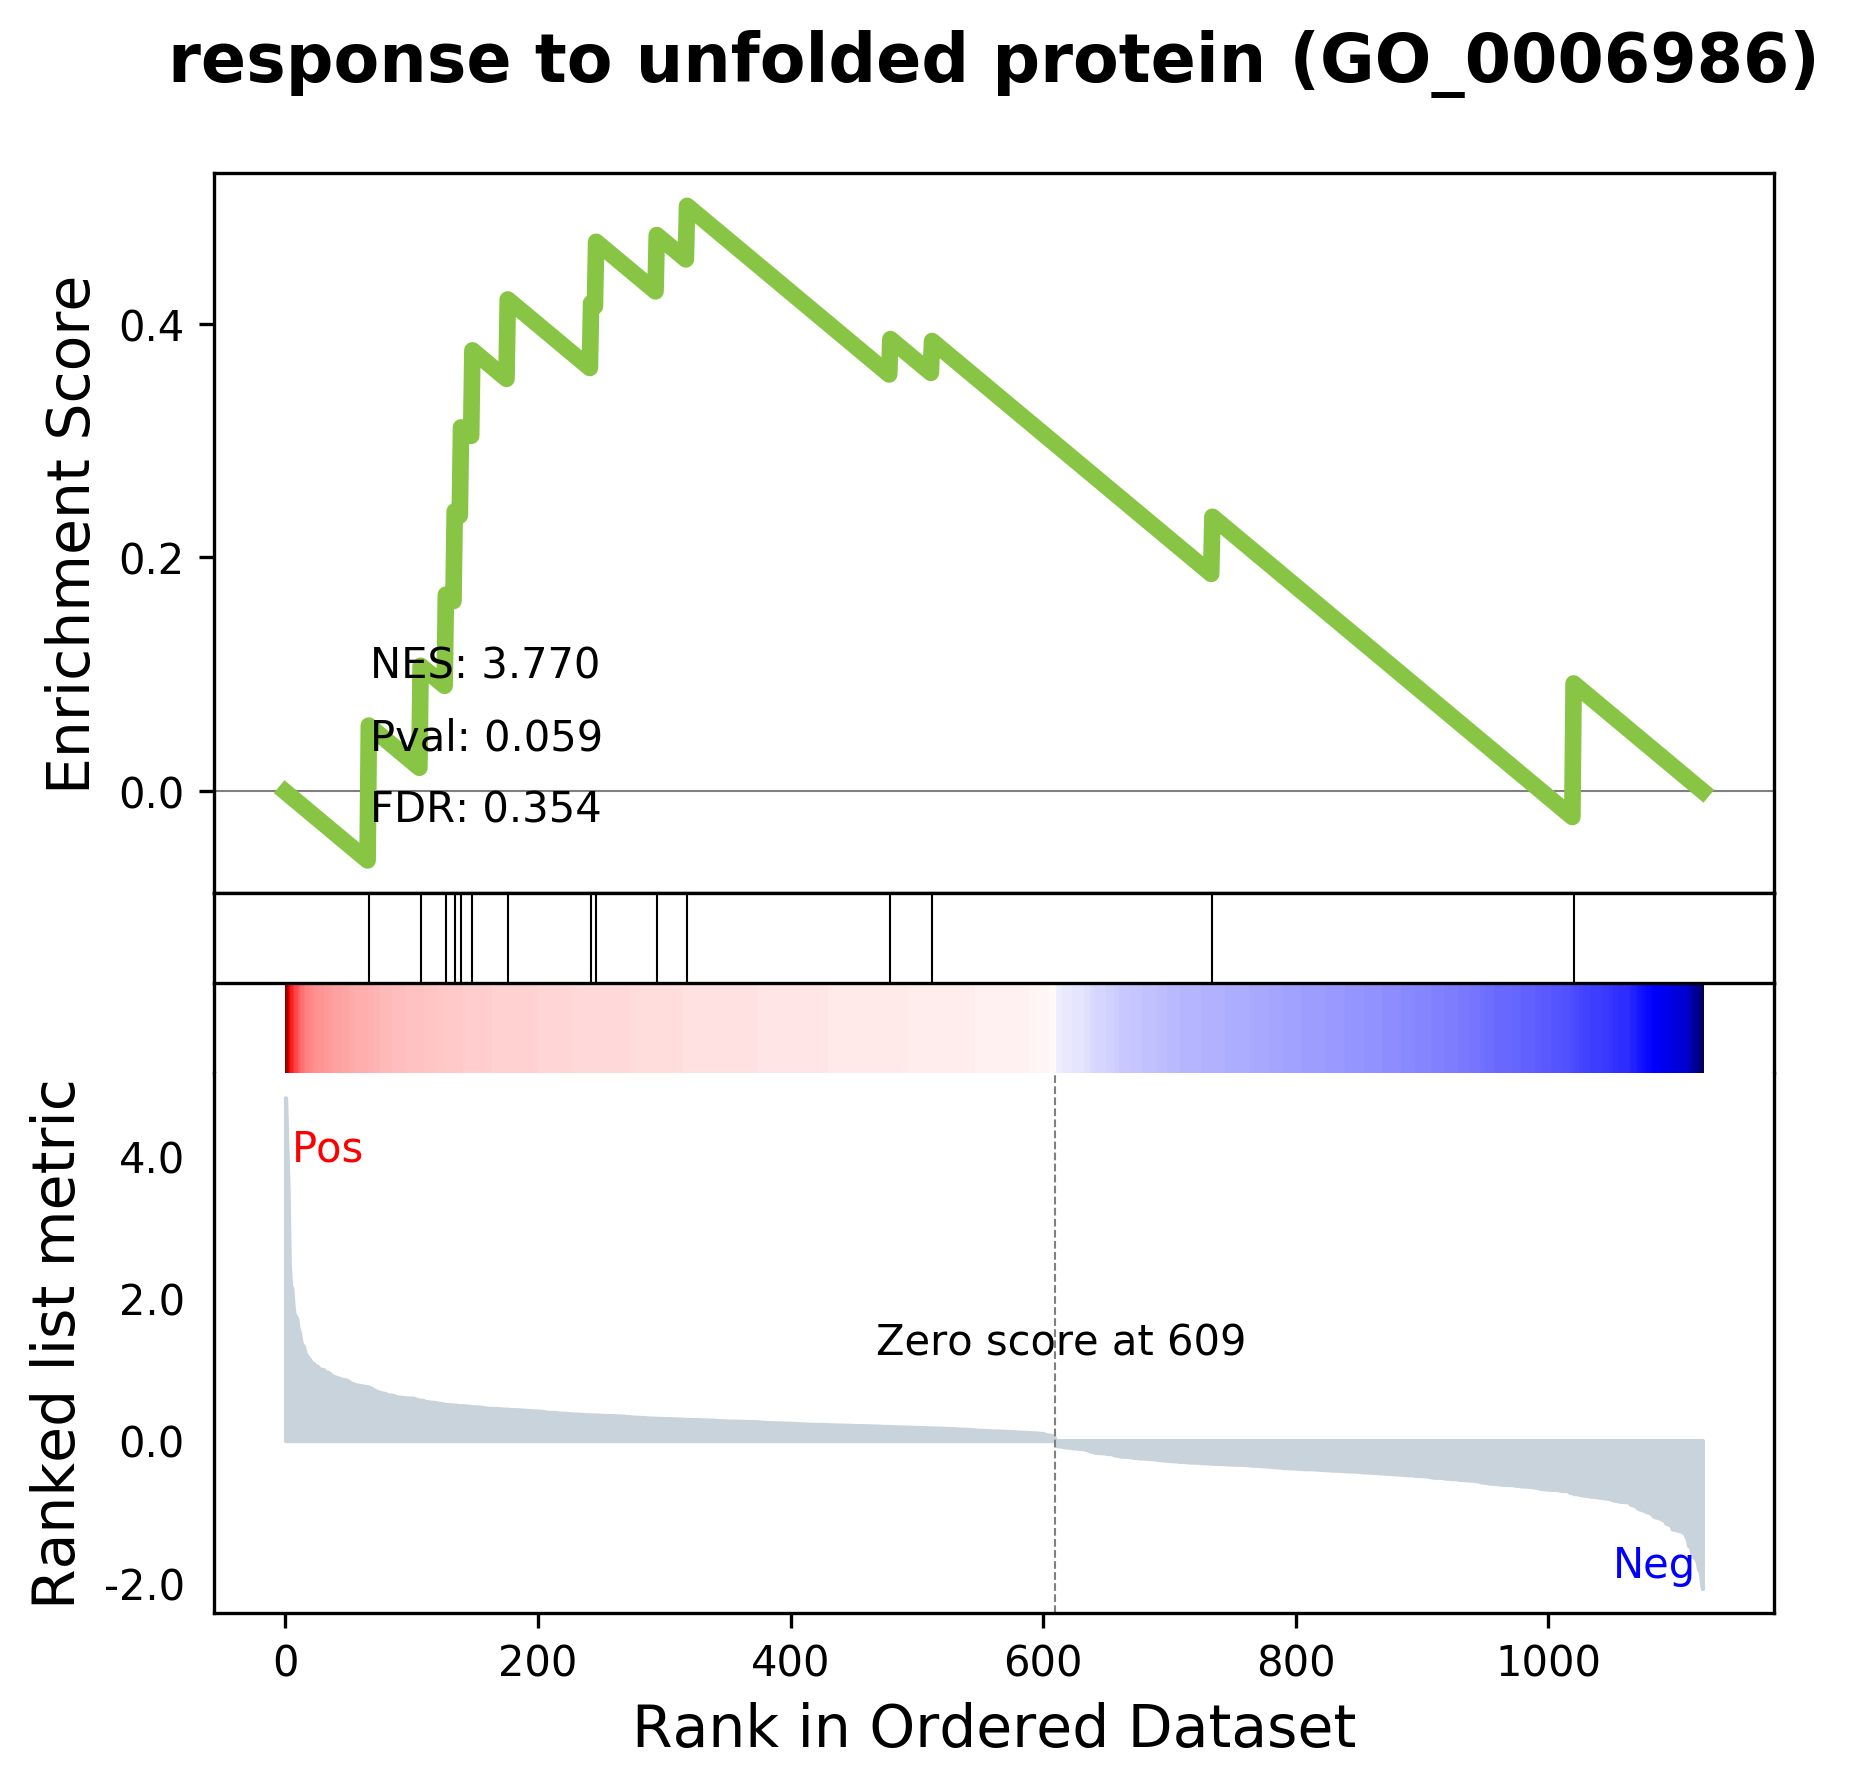 response to unfolded protein (GO_0006986)
Enrichment Score
0.4
0.2
0.0
NES: 3.770
Pval: 0.059
FDR: 0.354
Ranked list metric
4.0
2.0
0.0
-2.0
Pos
Zero score at 609
Neg
0 200 400 600 800 1000
Rank in Ordered Dataset